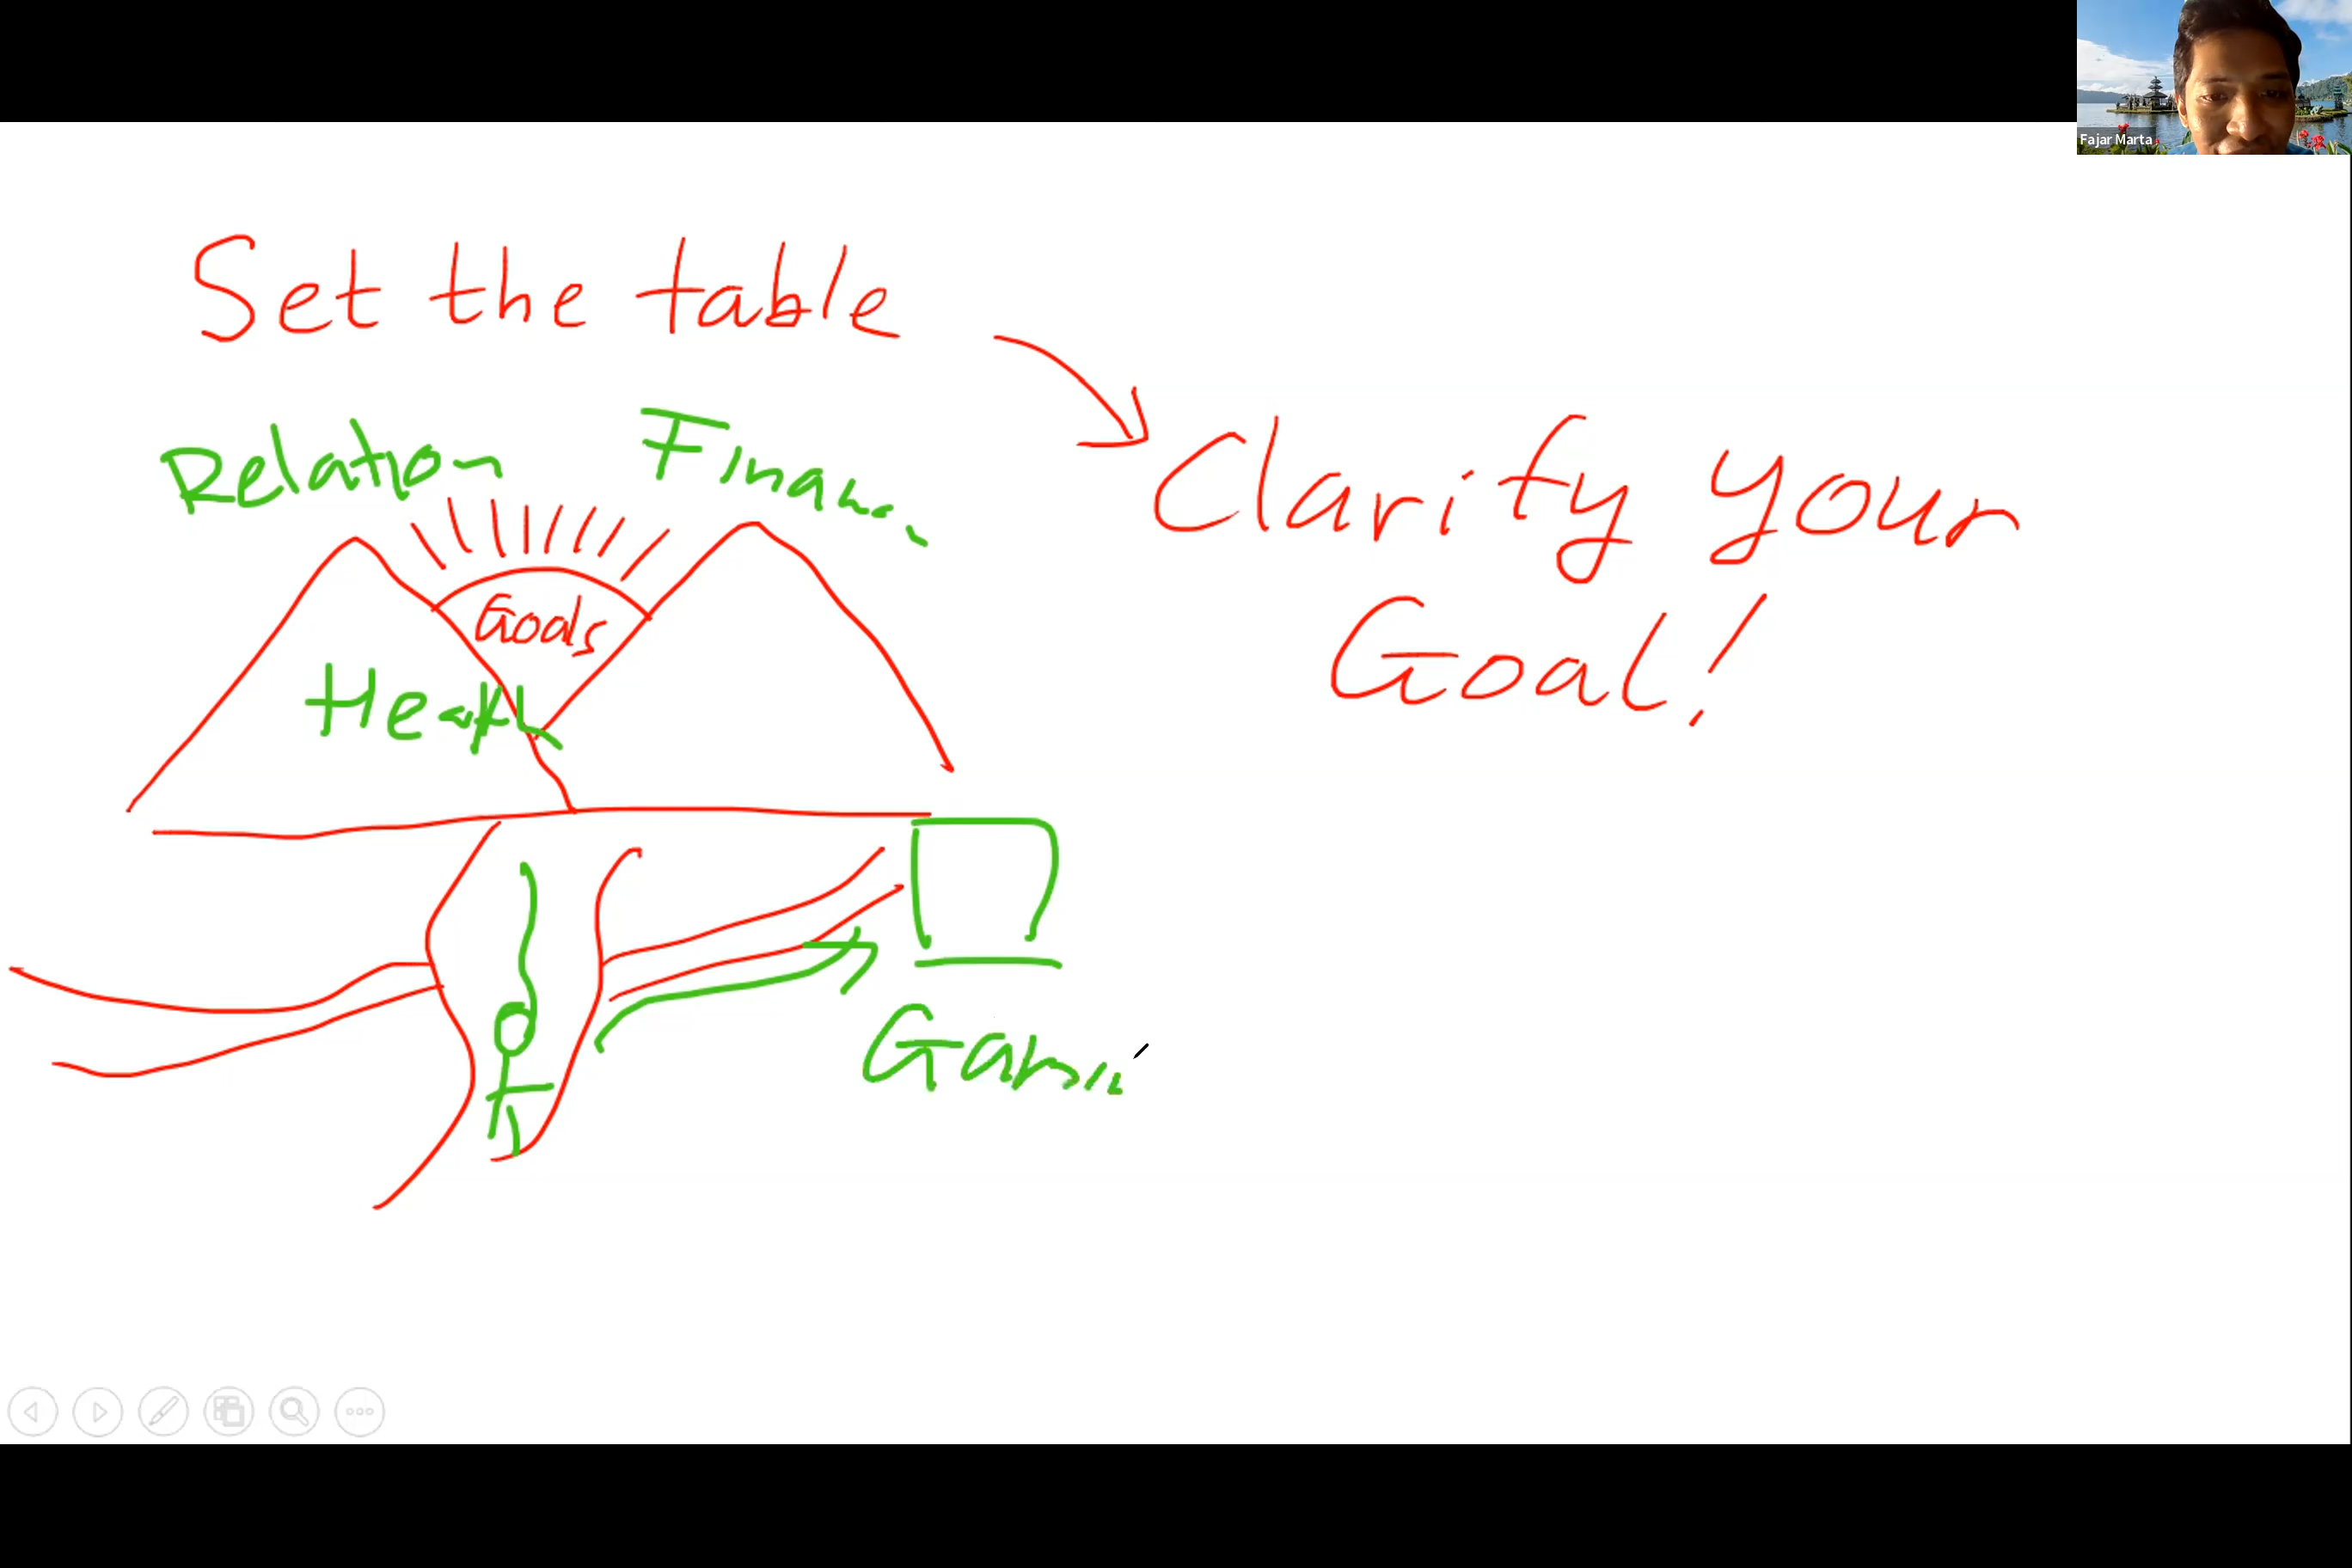 Fajar Marta
Set the table
Clarify your
Goal!
Relation
Goals
Health